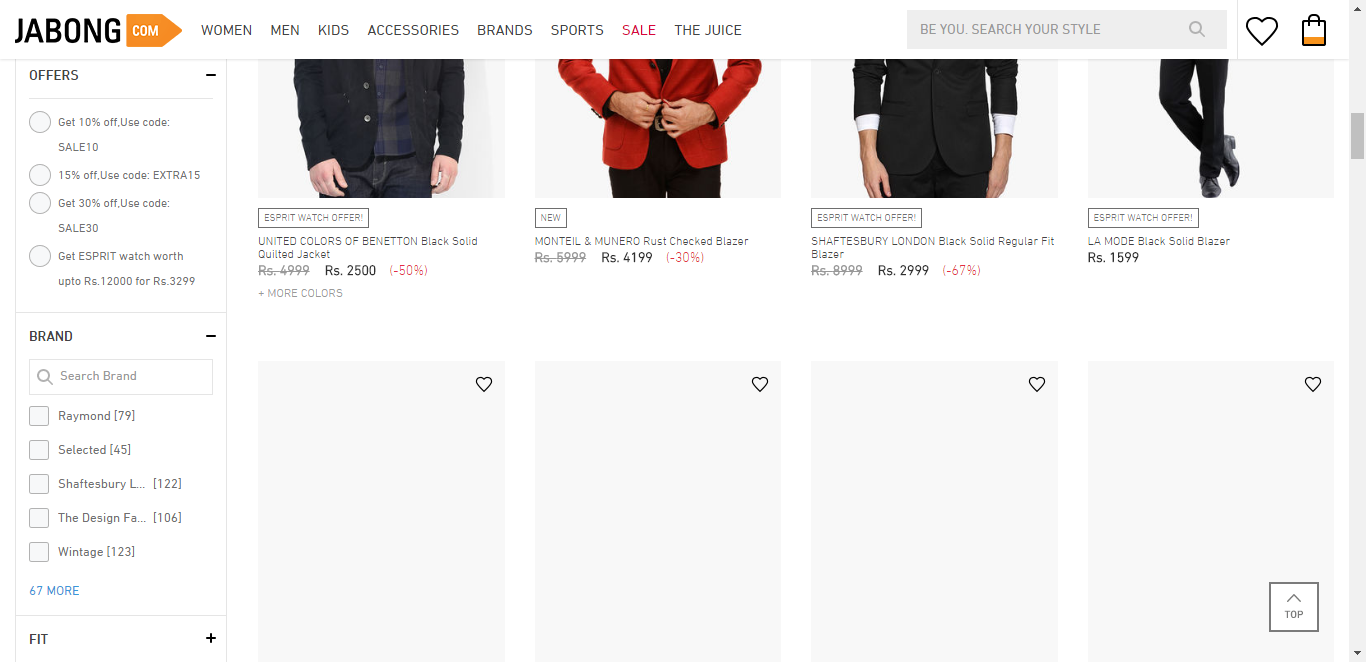 JABONG COM WOMEN MEN KIDS ACCESSORIES BRANDS SPORTS SALE THE JUICE BE YOU. SEARCH YOUR STYLE
OFFERS
Get 10% off,Use code:
SALE10
15% off,Use code: EXTRA15
Get 30% off,Use code:
SALE30
Get ESPRIT watch worth
upto Rs.12000 for Rs.3299
BRAND
Search Brand
Raymond [79]
Selected [45]
Shaftesbury L... [122]
The Design Fa... [106]
Wintage [123]
67 MORE
FIT
ESPRIT WATCH OFFER!
UNITED COLORS OF BENETTON Black Solid
Quilted Jacket
Rs. 4999 Rs. 2500 (-50%)
+ MORE COLORS
NEW
MONTEIL & MUNERO Rust Checked Blazer
Rs. 5999 Rs. 4199 (-30%)
ESPRIT WATCH OFFER!
SHAFTESBURY LONDON Black Solid Regular Fit
Blazer
Rs. 8999 Rs. 2999 (-67%)
ESPRIT WATCH OFFER!
LA MODE Black Solid Blazer
Rs. 1599
TOP